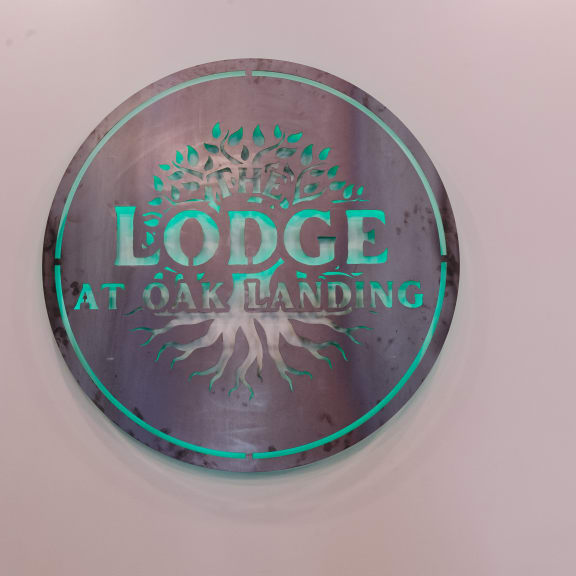 THE
LODGE
AT OAK LANDING